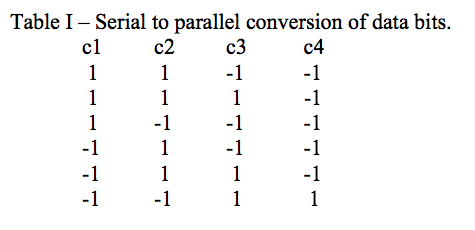 Table I – Serial to parallel conversion of data bits.
c1 c2 c3 c4
1 1 -1 -1
1 1 1 -1
1 -1 -1 -1
-1 1 -1 -1
-1 1 1 -1
-1 -1 1 1